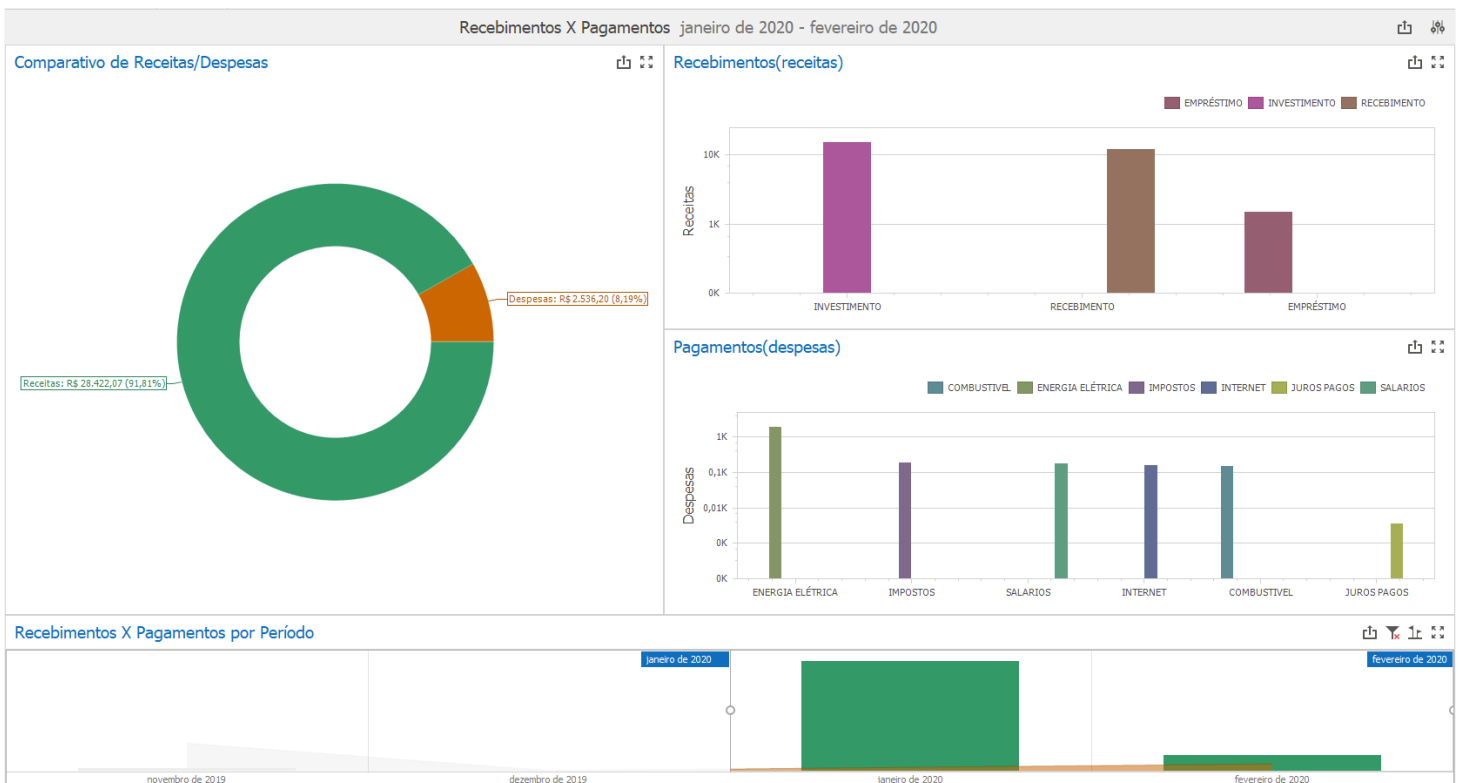 Recebimentos X Pagamentos janeiro de 2020 - fevereiro de 2020
Comparativo de Receitas/Despesas
Despesas: R$ 2.536,20 (8,19%)
Receitas: R$ 28.422,07 (91,81%)
Recebimentos(receitas)
EMPRÉSTIMO INVESTIMENTO RECEBIMENTO
Receitas
10K
1K
0K
INVESTIMENTO RECEBIMENTO EMPRÉSTIMO
Pagamentos(despesas)
COMBUSTIVEL ENERGIA ELÉTRICA IMPOSTOS INTERNET JUROS PAGOS SALARIOS
Despesas
1K
0,1K
0,01K
0K
0K
ENERGIA ELÉTRICA IMPOSTOS SALARIOS INTERNET COMBUSTIVEL JUROS PAGOS
Recebimentos X Pagamentos por Período
janeiro de 2020 fevereiro de 2020
novembro de 2019 dezembro de 2019 janeiro de 2020 fevereiro de 2020